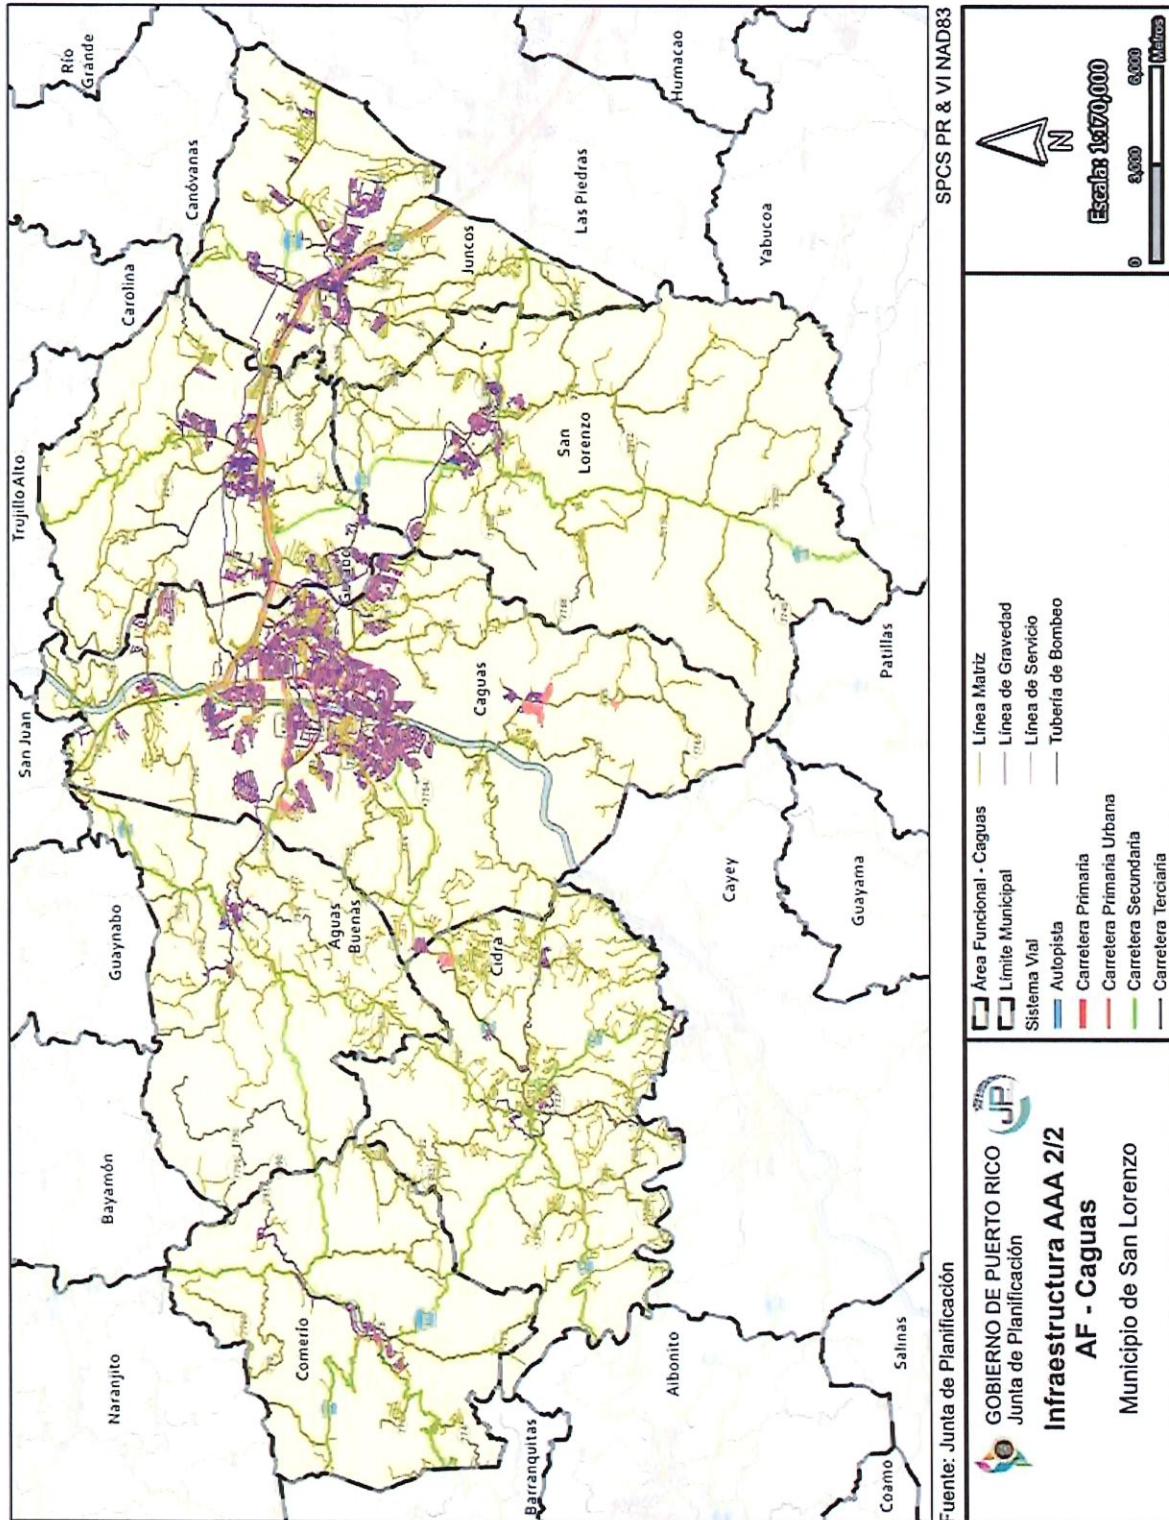 Río
Grande
Canóvanas
Carolina
Trujillo Alto
San Juan
Guaynabo
Bayamón
Naranjito
Humacao
Las Piedras
Juncos
Yabucoa
San
Lorenzo
Gurabo
Caguas
Patillas
Aguas
Buenas
Cidra
Cayey
Guayama
Comerío
Aibonito
Salinas
Barranquitas
Coamo
Fuente: Junta de Planificación
SPCS PR & VI NAD83
GOBIERNO DE PUERTO RICO
Junta de Planificación
JP
Infraestructura AAA 2/2
AF - Caguas
Municipio de San Lorenzo
Área Funcional - Caguas
Límite Municipal
Sistema Vial
Autopista
Carretera Primaria
Carretera Primaria Urbana
Carretera Secundaria
Carretera Terciaria
Línea Matriz
Línea de Gravedad
Línea de Servicio
Tubería de Bombeo
N
Escala: 1:170,000
0 3,000 6,000
Metros